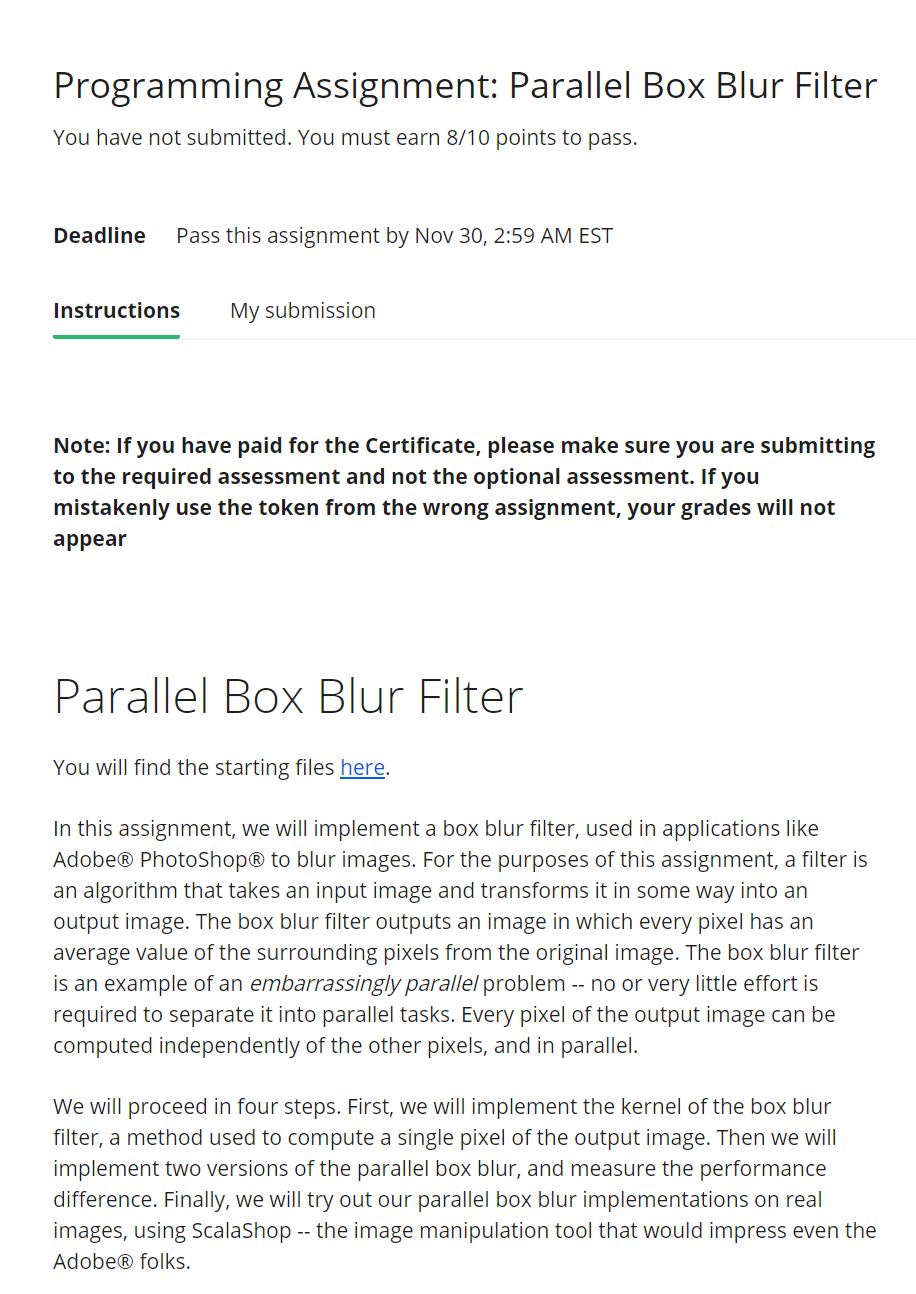 Programming Assignment: Parallel Box Blur Filter
You have not submitted. You must earn 8/10 points to pass.
Deadline Pass this assignment by Nov 30, 2:59 AM EST
Instructions My submission
Note: If you have paid for the Certificate, please make sure you are submitting
to the required assessment and not the optional assessment. If you
mistakenly use the token from the wrong assignment, your grades will not
appear
Parallel Box Blur Filter
You will find the starting files here.
In this assignment, we will implement a box blur filter, used in applications like
Adobe® PhotoShop® to blur images. For the purposes of this assignment, a filter is
an algorithm that takes an input image and transforms it in some way into an
output image. The box blur filter outputs an image in which every pixel has an
average value of the surrounding pixels from the original image. The box blur filter
is an example of an embarrassingly parallel problem -- no or very little effort is
required to separate it into parallel tasks. Every pixel of the output image can be
computed independently of the other pixels, and in parallel.
We will proceed in four steps. First, we will implement the kernel of the box blur
filter, a method used to compute a single pixel of the output image. Then we will
implement two versions of the parallel box blur, and measure the performance
difference. Finally, we will try out our parallel box blur implementations on real
images, using ScalaShop -- the image manipulation tool that would impress even the
Adobe® folks.